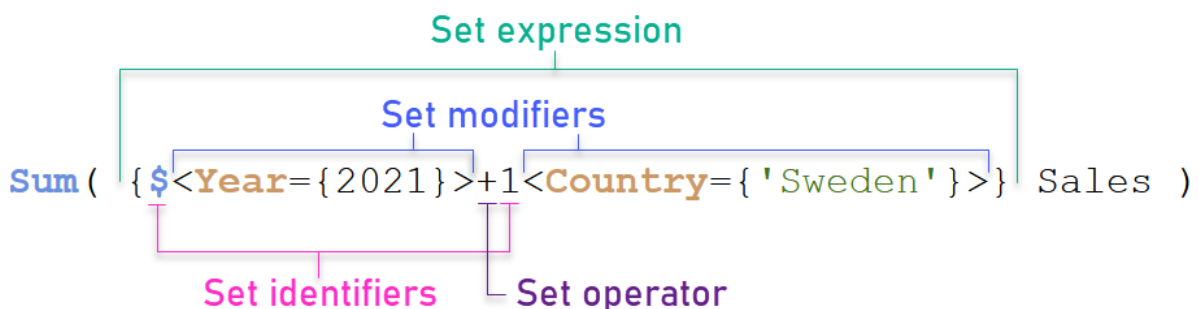 Set expression
Set modifiers
Sum( {$<Year={2021}>+1<Country={'Sweden'}>} Sales )
Set identifiers
Set operator